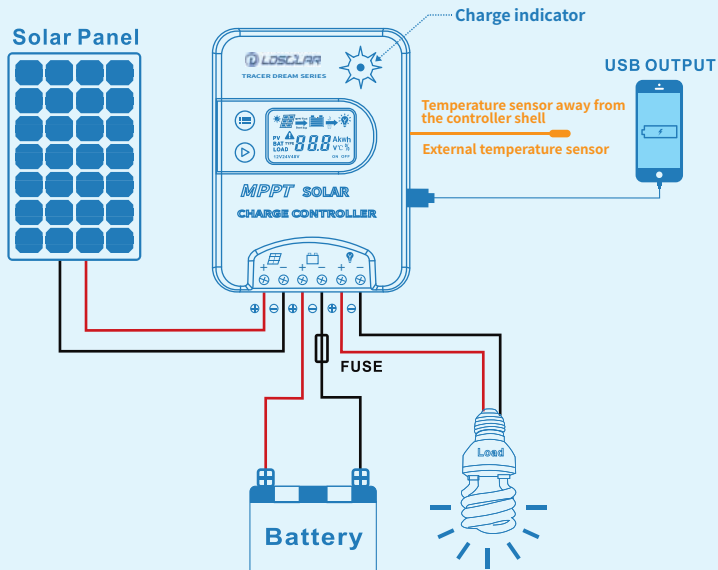 Charge indicator
Solar Panel
TRACER DREAM SERIES
USB OUTPUT
Temperature sensor away from
the controller shell
External temperature sensor
PV
BAT TYPE
LOAD
88.8
Akwh
V℃ %
12V24V48V
ON OFF
MPPT SOLAR
CHARGE CONTROLLER
+ − + − + −
⊕ ⊖ ⊕ ⊖ ⊕ ⊖
FUSE
Load
Battery